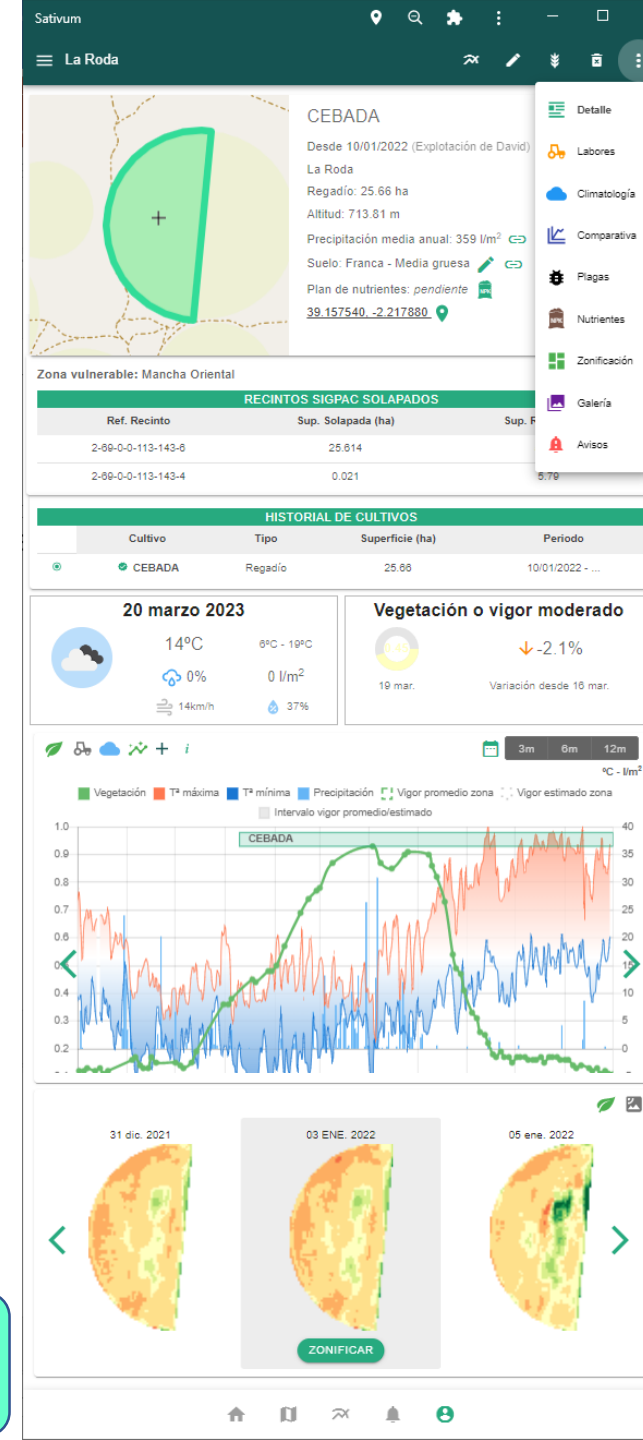 Sativum
La Roda
Detalle
Labores
Climatología
Comparativa
Plagas
Nutrientes
Zonificación
Galería
Avisos
CEBADA
Desde 10/01/2022 (Explotación de David)
La Roda
Regadío: 25.66 ha
Altitud: 713.81 m
Precipitación media anual: 359 l/m²
Suelo: Franca - Media gruesa
Plan de nutrientes: pendiente
39.157540, -2.217880
Zona vulnerable: Mancha Oriental
RECINTOS SIGPAC SOLAPADOS
Ref. Recinto Sup. Solapada (ha) Sup.
2-69-0-0-113-143-6 25.614
2-69-0-0-113-143-4 0.021 5.79
HISTORIAL DE CULTIVOS
Cultivo Tipo Superficie (ha) Periodo
CEBADA Regadío 25.66 10/01/2022 - ...
20 marzo 2023
14ºC 6ºC - 19ºC
0% 0 l/m²
14km/h 37%
Vegetación o vigor moderado
-2.1%
19 mar. Variación desde 16 mar.
i 3m 6m 12m
ºC - l/m²
Vegetación Tª máxima Tª mínima Precipitación Vigor promedio zona Vigor estimado zona
Intervalo vigor promedio/estimado
CEBADA
1.0 40
0.9 35
0.8 30
0.7 25
0.6 20
15
0.4 10
0.3 5
0.2 0
31 dic. 2021 03 ENE. 2022 05 ene. 2022
ZONIFICAR
NPK
NPK